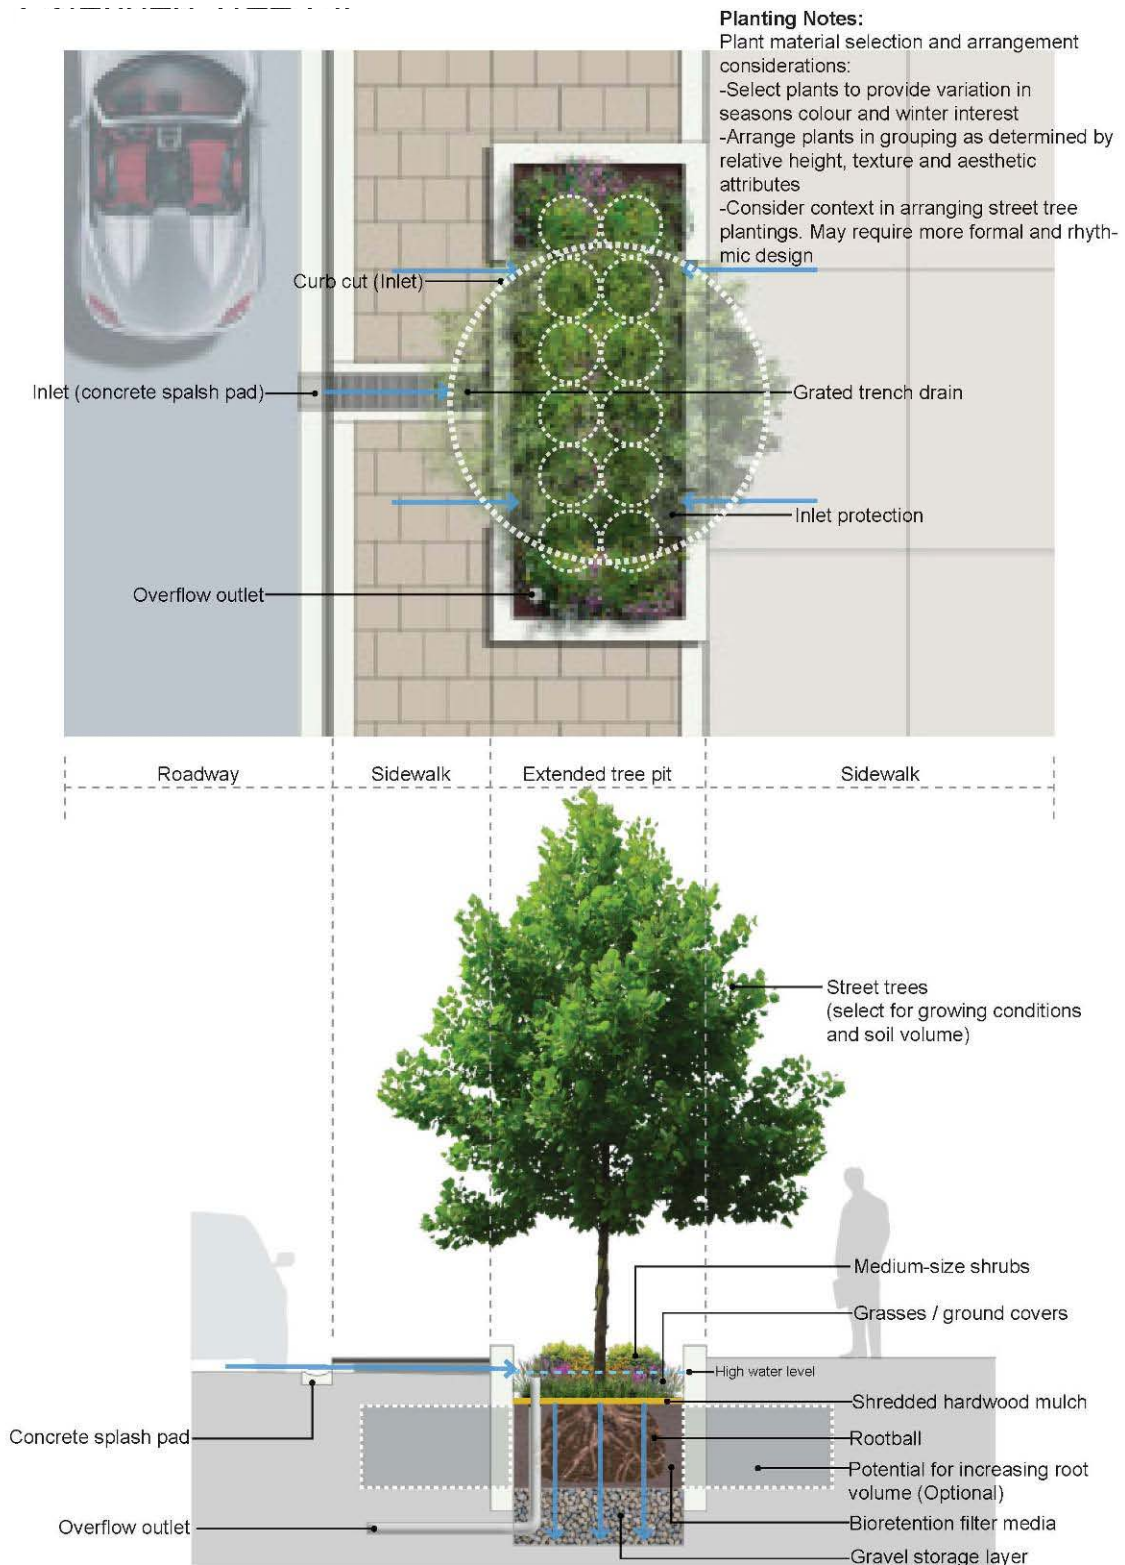 Planting Notes:
Plant material selection and arrangement
considerations:
-Select plants to provide variation in
seasons colour and winter interest
-Arrange plants in grouping as determined by
relative height, texture and aesthetic
attributes
-Consider context in arranging street tree
plantings. May require more formal and rhyth-
mic design
Curb cut (Inlet)
Inlet (concrete spalsh pad)
Grated trench drain
Inlet protection
Overflow outlet
Roadway
Sidewalk
Extended tree pit
Sidewalk
Street trees
(select for growing conditions
and soil volume)
Medium-size shrubs
Grasses / ground covers
High water level
Shredded hardwood mulch
Concrete splash pad
Rootball
Potential for increasing root
volume (Optional)
Bioretention filter media
Overflow outlet
Gravel storage layer